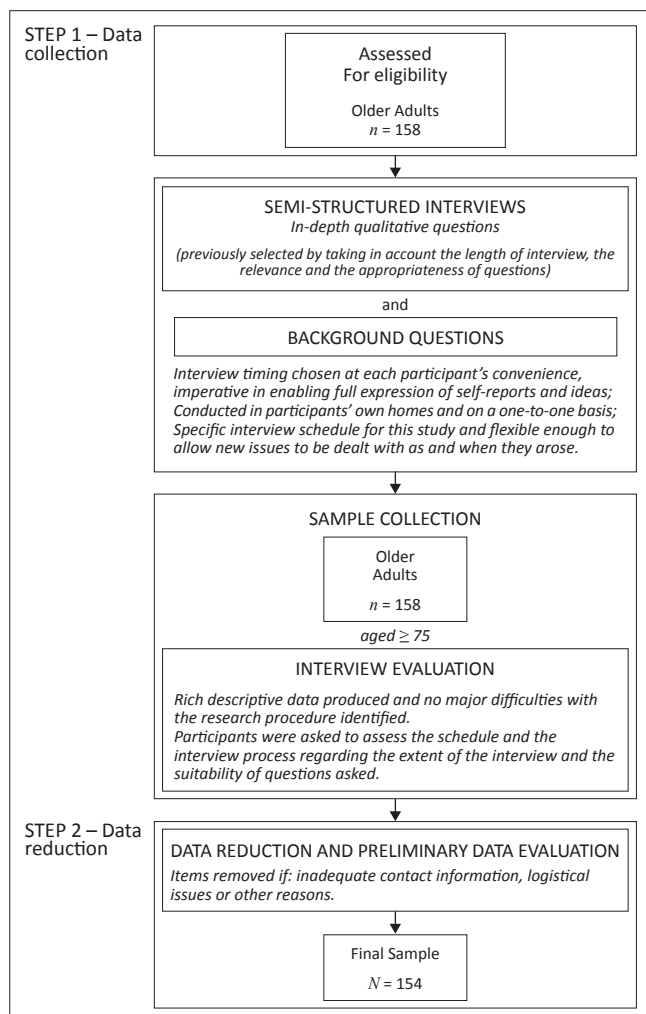 STEP 1 – Data
collection
Assessed
For eligibility
Older Adults
n = 158
SEMI-STRUCTURED INTERVIEWS
In-depth qualitative questions
(previously selected by taking in account the length of interview, the
relevance and the appropriateness of questions)
and
BACKGROUND QUESTIONS
Interview timing chosen at each participant’s convenience,
imperative in enabling full expression of self-reports and ideas;
Conducted in participants’ own homes and on a one-to-one basis;
Specific interview schedule for this study and flexible enough to
allow new issues to be dealt with as and when they arose.
SAMPLE COLLECTION
Older
Adults
n = 158
aged ≥ 75
INTERVIEW EVALUATION
Rich descriptive data produced and no major difficulties with
the research procedure identified.
Participants were asked to assess the schedule and the
interview process regarding the extent of the interview and the
suitability of questions asked.
STEP 2 – Data
reduction
DATA REDUCTION AND PRELIMINARY DATA EVALUATION
Items removed if: inadequate contact information, logistical
issues or other reasons.
Final Sample
N = 154